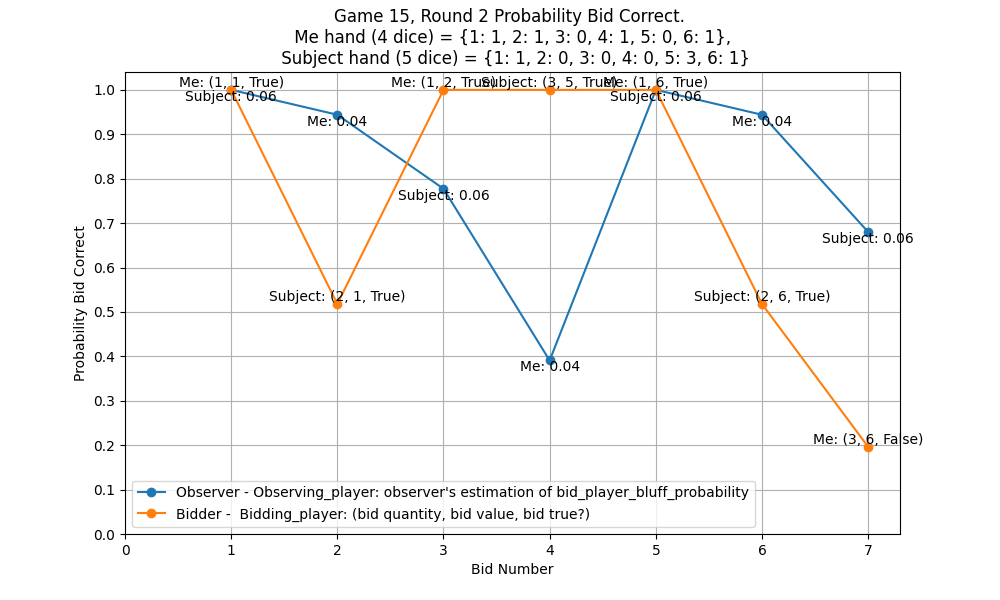 Game 15, Round 2 Probability Bid Correct.
Me hand (4 dice) = {1: 1, 2: 1, 3: 0, 4: 1, 5: 0, 6: 1},
Subject hand (5 dice) = {1: 1, 2: 0, 3: 0, 4: 0, 5: 3, 6: 1}
Me: (1, 1, True)
Me: (1, 2, True)
Subject: (3, 5, True)
Me: (1, 6, True)
Subject: 0.06
Subject: 0.06
Me: 0.04
Me: 0.04
Subject: 0.06
Subject: 0.06
Subject: (2, 1, True)
Subject: (2, 6, True)
Me: 0.04
Me: (3, 6, False)
1.0
0.9
0.8
0.7
0.6
0.5
0.4
0.3
0.2
0.1
0.0
Probability Bid Correct
Observer - Observing_player: observer's estimation of bid_player_bluff_probability
Bidder -  Bidding_player: (bid quantity, bid value, bid true?)
0 1 2 3 4 5 6 7
Bid Number